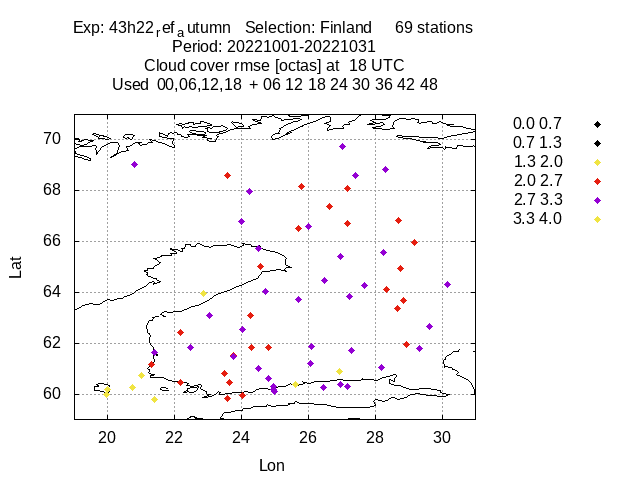 Exp: 43h22ref autumn Selection: Finland 69 stations
Period: 20221001-20221031
Cloud cover rmse [octas] at 18 UTC
Used 00,06,12,18 + 06 12 18 24 30 36 42 48
70
68
66
64
62
60
20 22 24 26 28 30
Lat
Lon
0.0 0.7
0.7 1.3
1.3 2.0
2.0 2.7
2.7 3.3
3.3 4.0